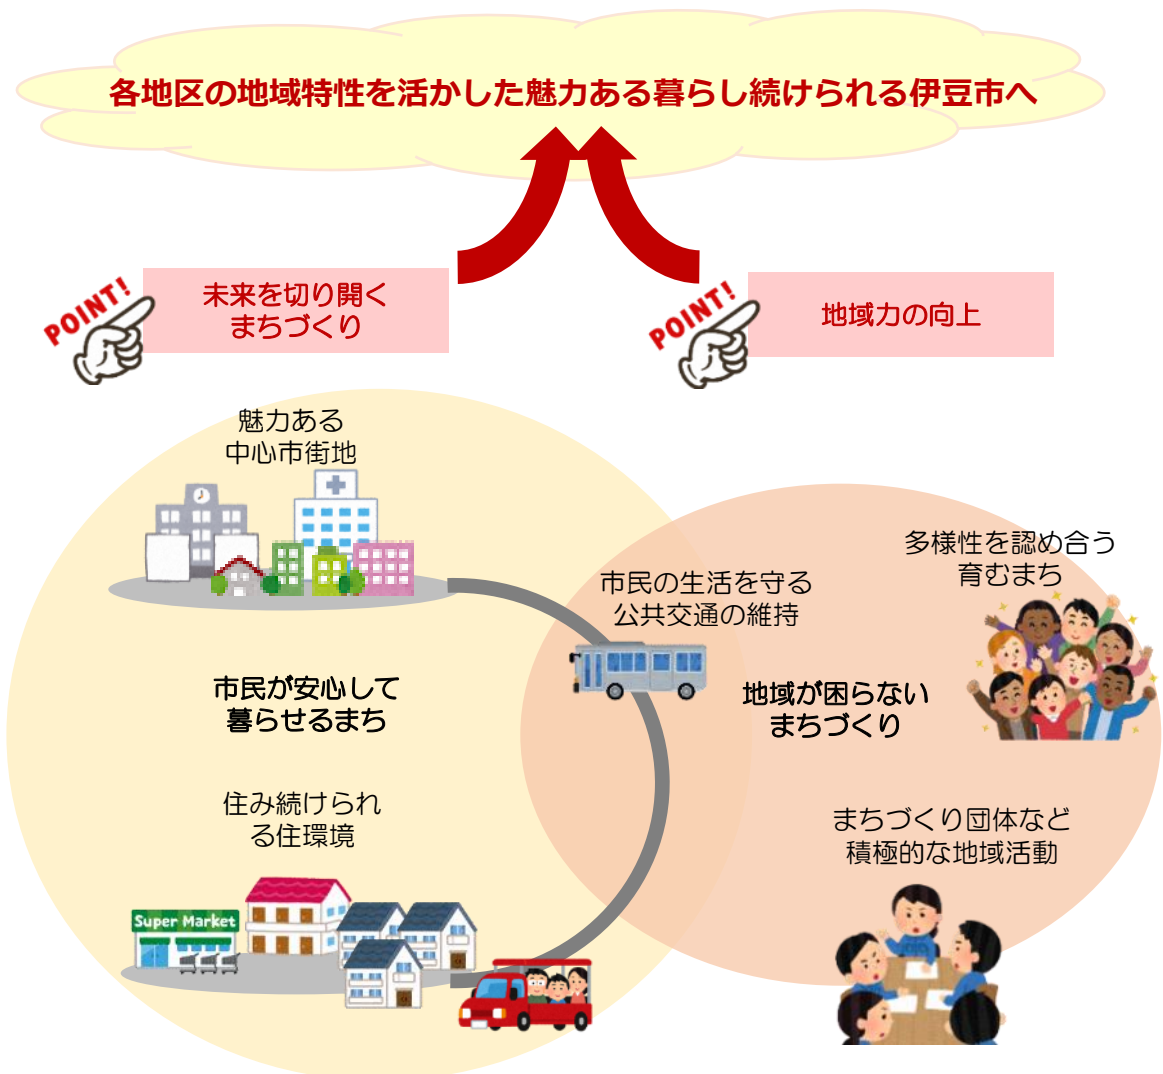 各地区の地域特性を活かした魅力ある暮らし続けられる伊豆市へ
POINT!
未来を切り開く
まちづくり
POINT!
地域力の向上
魅力ある
中心市街地
市民の生活を守る
公共交通の維持
多様性を認め合う
育むまち
市民が安心して
暮らせるまち
地域が困らない
まちづくり
住み続けられ
る住環境
Super Market
まちづくり団体など
積極的な地域活動